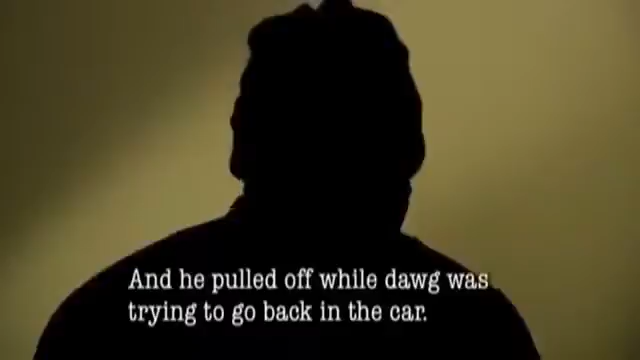 And he pulled off while dawg was
trying to go back in the car.